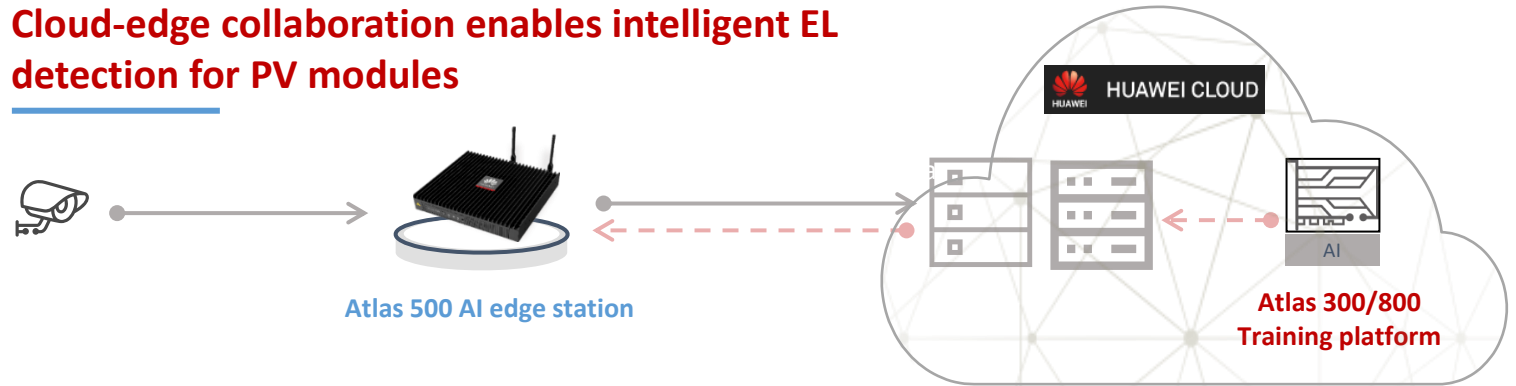 Cloud-edge collaboration enables intelligent EL
detection for PV modules
HUAWEI
HUAWEI CLOUD
AI
Atlas 500 AI edge station
Atlas 300/800
Training platform